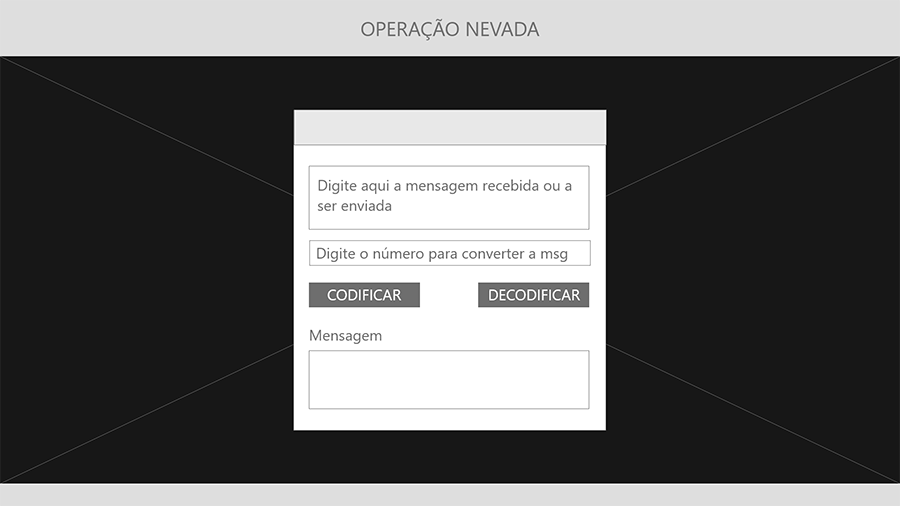 OPERAÇÃO NEVADA
Digite aqui a mensagem recebida ou a
ser enviada
Digite o número para converter a msg
CODIFICAR
DECODIFICAR
Mensagem